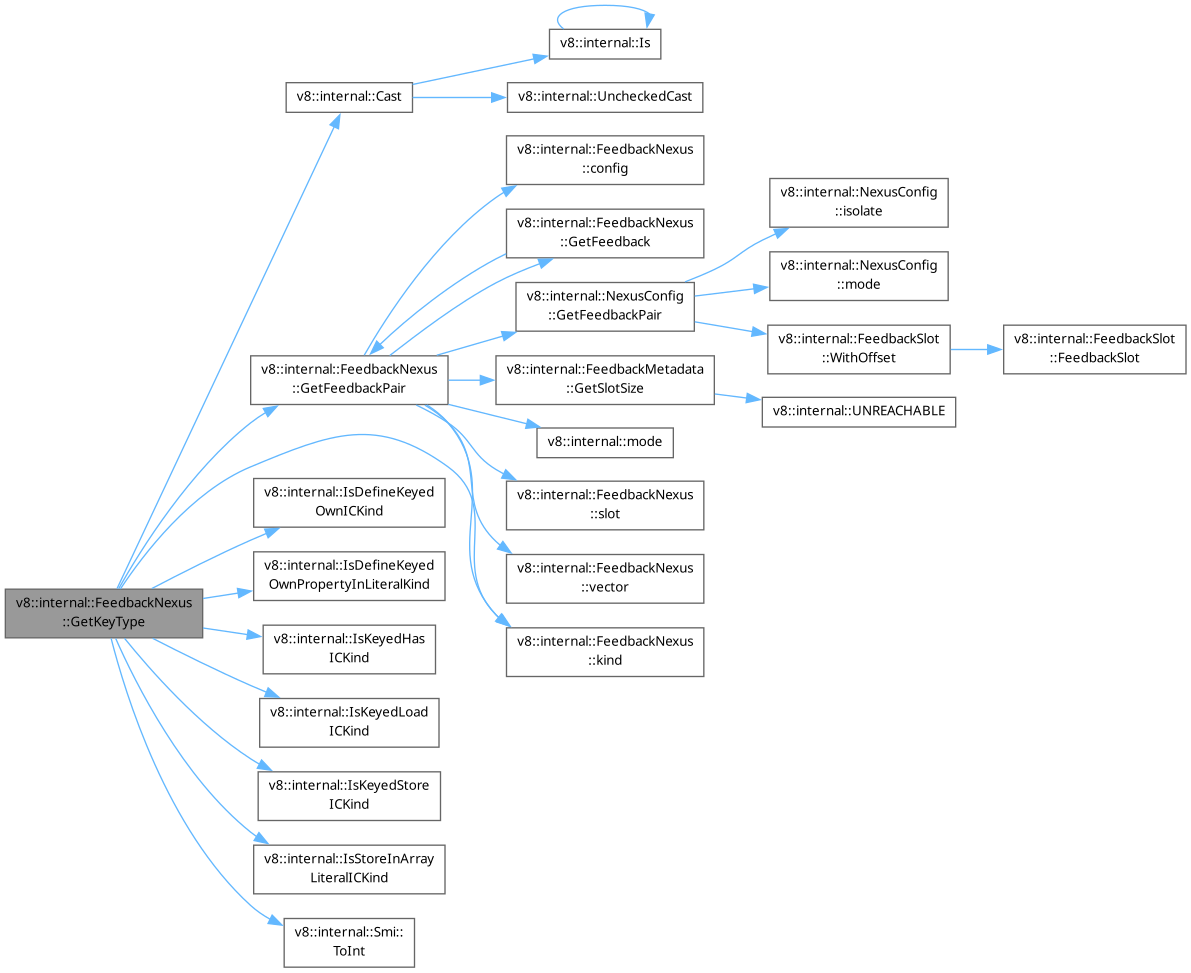 v8::internal::Is
v8::internal::Cast
v8::internal::UncheckedCast
v8::internal::FeedbackNexus
::config
v8::internal::NexusConfig
::isolate
v8::internal::FeedbackNexus
::GetFeedback
v8::internal::NexusConfig
::mode
v8::internal::NexusConfig
::GetFeedbackPair
v8::internal::FeedbackSlot
::WithOffset
v8::internal::FeedbackSlot
::FeedbackSlot
v8::internal::FeedbackNexus
::GetFeedbackPair
v8::internal::FeedbackMetadata
::GetSlotSize
v8::internal::UNREACHABLE
v8::internal::mode
v8::internal::IsDefineKeyed
OwnICKind
v8::internal::FeedbackNexus
::slot
v8::internal::IsDefineKeyed
OwnPropertyInLiteralKind
v8::internal::FeedbackNexus
::vector
v8::internal::FeedbackNexus
::GetKeyType
v8::internal::IsKeyedHas
ICKind
v8::internal::FeedbackNexus
::kind
v8::internal::IsKeyedLoad
ICKind
v8::internal::IsKeyedStore
ICKind
v8::internal::IsStoreInArray
LiteralICKind
v8::internal::Smi::
ToInt